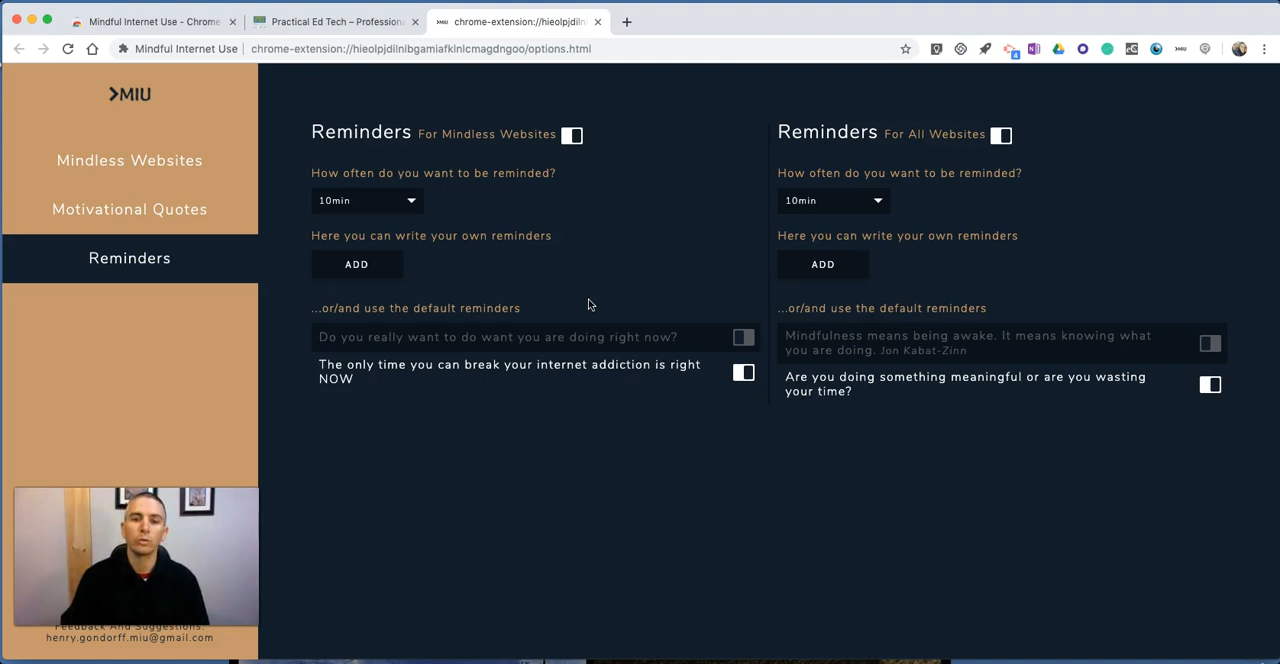 Mindful Internet Use - Chrome
Practical Ed Tech – Profession
chrome-extension://hieolpjdiln
Mindful Internet Use
chrome-extension://hieolpjdilnibgamiafklnlcmagdngoo/options.html
4
>MIU
Mindless Websites
Motivational Quotes
Reminders
Reminders For Mindless Websites
How often do you want to be reminded?
10min
Here you can write your own reminders
ADD
...or/and use the default reminders
Do you really want to do want you are doing right now?
The only time you can break your internet addiction is right
NOW
Reminders For All Websites
How often do you want to be reminded?
10min
Here you can write your own reminders
ADD
...or/and use the default reminders
Mindfulness means being awake. It means knowing what
you are doing. Jon Kabat-Zinn
Are you doing something meaningful or are you wasting
your time?
Feedback And Suggestions:
henry.gondorff.miu@gmail.com